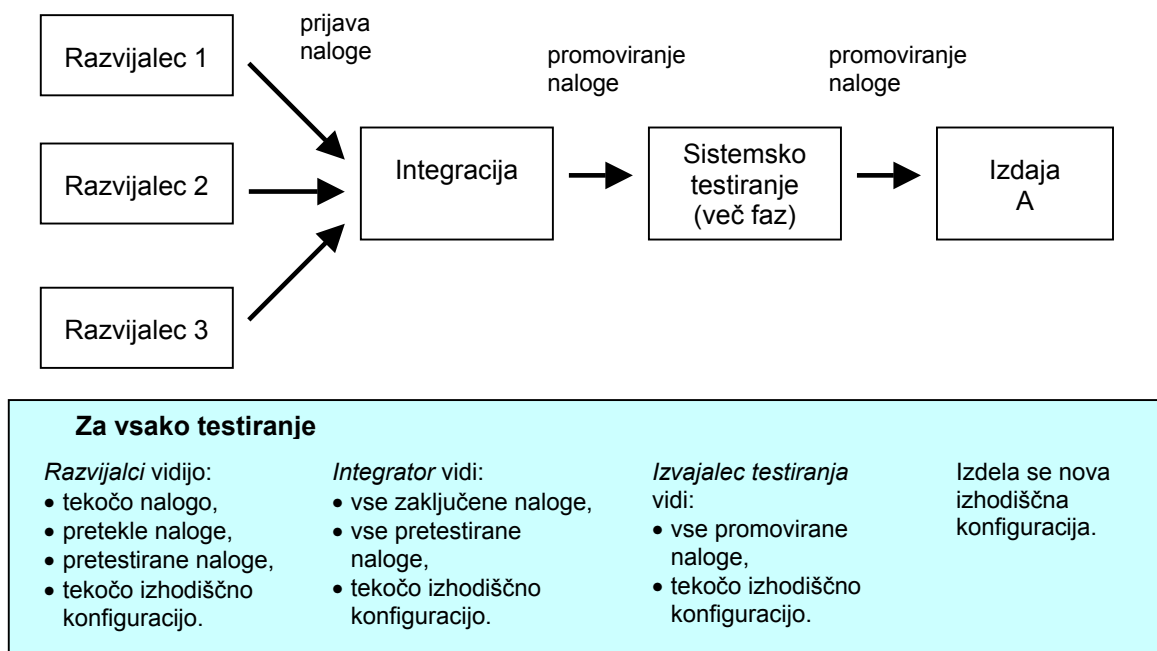 Razvijalec 1
prijava
naloge
promoviranje
naloge
promoviranje
naloge
Razvijalec 2
Integracija
Sistemsko
testiranje
(več faz)
Izdaja
A
Razvijalec 3
Za vsako testiranje
Razvijalci vidijo:
• tekočo nalogo,
• pretekle naloge,
• pretestirane naloge,
• tekočo izhodiščno
konfiguracijo.
Integrator vidi:
• vse zaključene naloge,
• vse pretestirane
naloge,
• tekočo izhodiščno
konfiguracijo.
Izvajalec testiranja
vidi:
• vse promovirane
naloge,
• tekočo izhodiščno
konfiguracijo.
Izdela se nova
izhodiščna
konfiguracija.